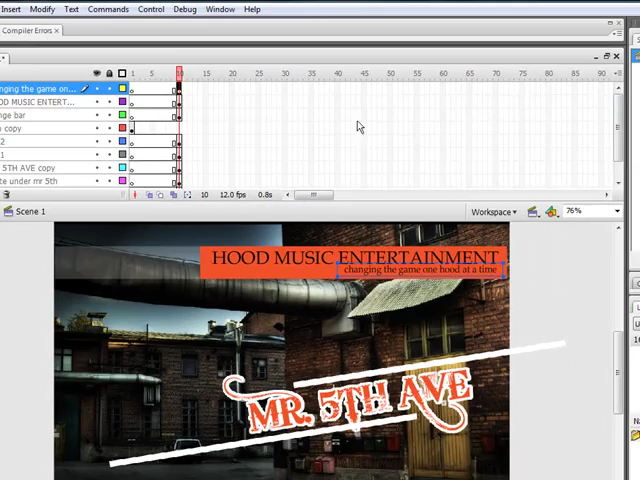 Insert Modify Text Commands Control Debug Window Help
Compiler Errors ×
1 5 10 15 20 25 30 35 40 45 50 55 60 65 70 75 80 85 90
nging the game on...
OD MUSIC ENTERT...
nge bar
n copy
2
1
5TH AVE copy
te under mr 5th
10 12.0 fps 0.8s
Scene 1 Workspace 76%
HOOD MUSIC ENTERTAINMENT
changing the game one hood at a time
MR. 5TH AVE